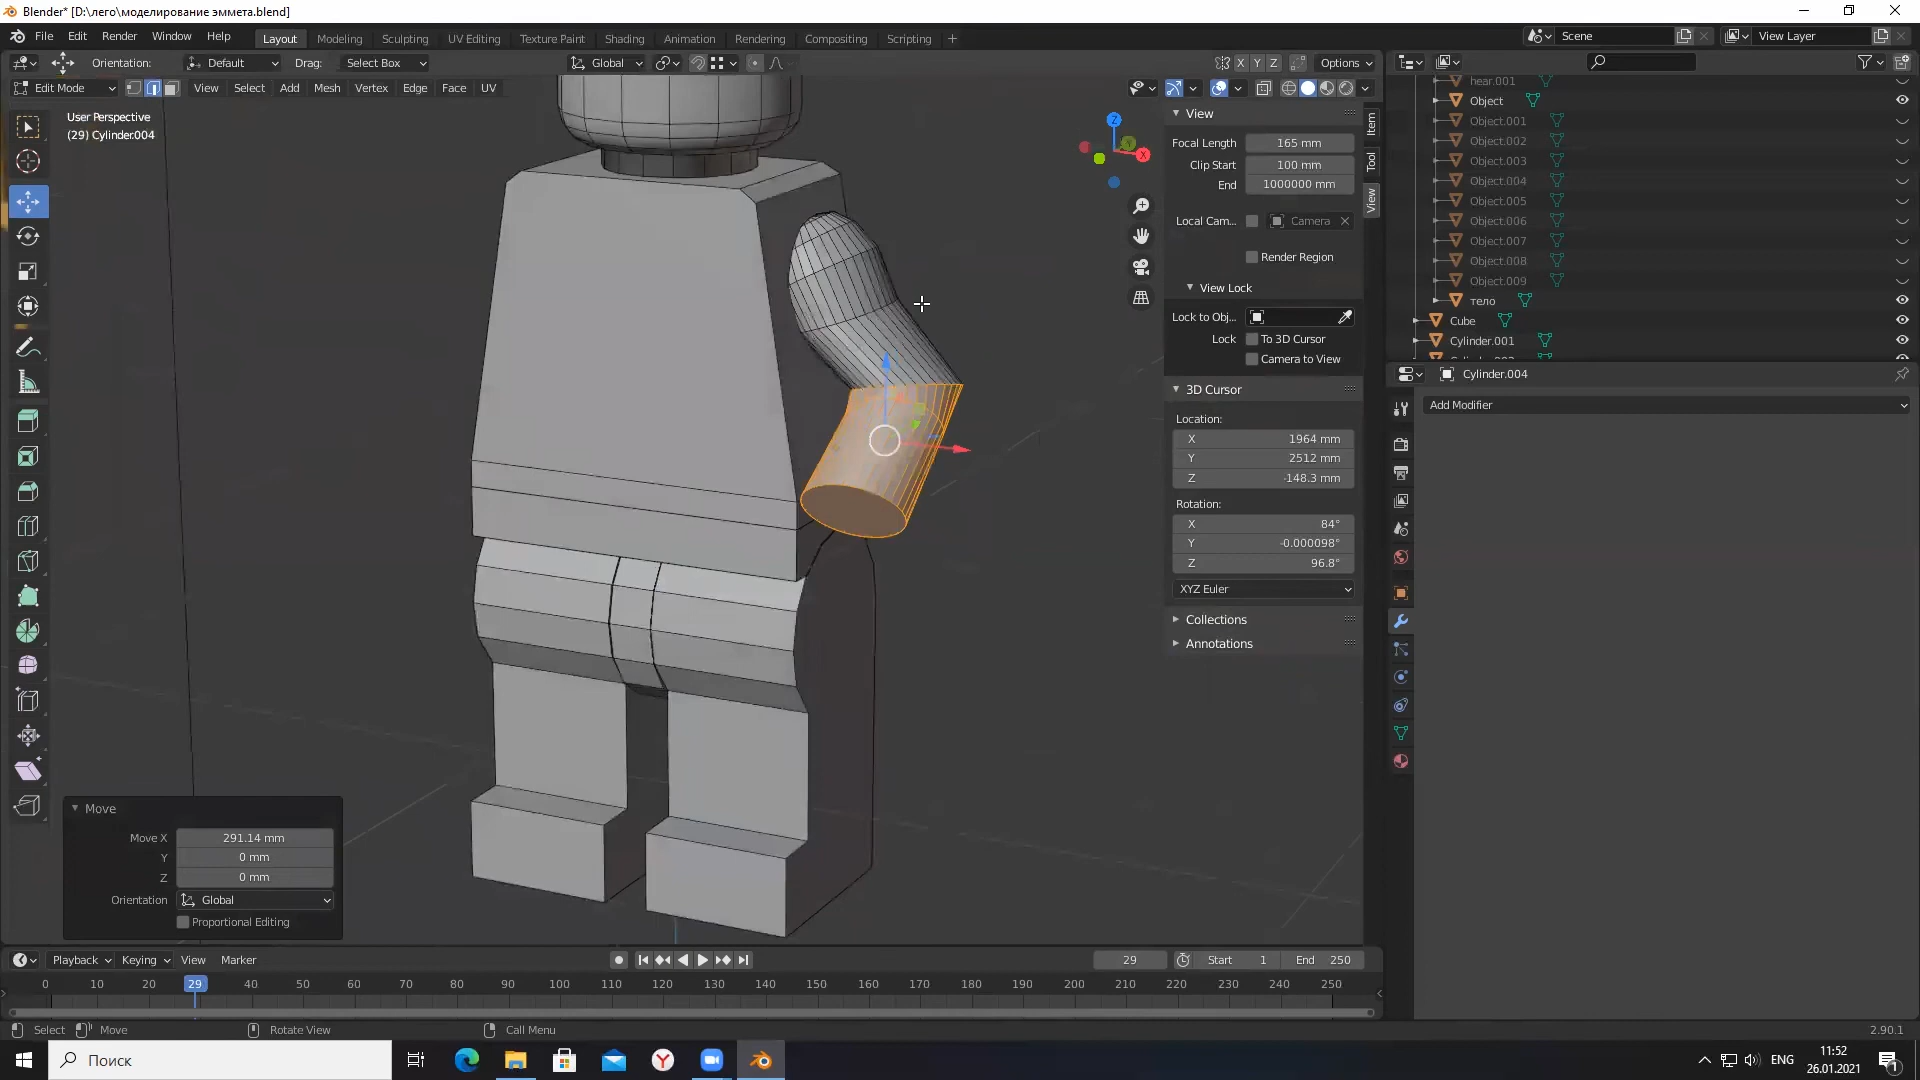 Blender* [D:\лего\моделирование эммета.blend]
File Edit Render Window Help Layout Modeling Sculpting UV Editing Texture Paint Shading Animation Rendering Compositing Scripting Scene View Layer
Orientation: Default Drag: Select Box Global X Y Z Options
Edit Mode View Select Add Mesh Vertex Edge Face UV
User Perspective
(29) Cylinder.004
Z
Y
X
View
Focal Length 165 mm
Clip Start 100 mm
End 1000000 mm
Local Cam... Camera
Render Region
View Lock
Lock to Obj...
Lock To 3D Cursor
Camera to View
3D Cursor
Location:
X 1964 mm
Y 2512 mm
Z -148.3 mm
Rotation:
X 84°
Y -0.000098°
Z 96.8°
XYZ Euler
Collections
Annotations
Item
Tool
View
hear.001
Object
Object.001
Object.002
Object.003
Object.004
Object.005
Object.006
Object.007
Object.008
Object.009
тело
Cube
Cylinder.001
Cylinder.004
Add Modifier
Move
Move X 291.14 mm
Y 0 mm
Z 0 mm
Orientation Global
Proportional Editing
Playback Keying View Marker 29 Start 1 End 250
0 10 20 29 40 50 60 70 80 90 100 110 120 130 140 150 160 170 180 190 200 210 220 230 240 250
Select Move Rotate View Call Menu 2.90.1
Поиск
ENG
11:52
26.01.2021
1